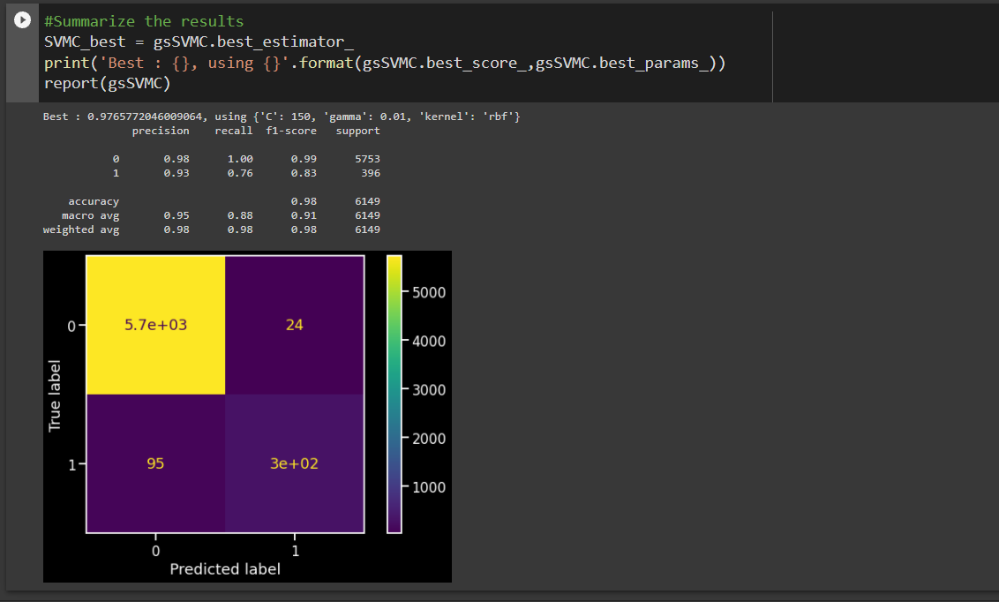 #Summarize the results
SVMC_best = gsSVMC.best_estimator_
print('Best : {}, using {}'.format(gsSVMC.best_score_,gsSVMC.best_params_))
report(gsSVMC)
Best : 0.9765772046009064, using {'C': 150, 'gamma': 0.01, 'kernel': 'rbf'}
precision recall f1-score support
0 0.98 1.00 0.99 5753
1 0.93 0.76 0.83 396
accuracy 0.98 6149
macro avg 0.95 0.88 0.91 6149
weighted avg 0.98 0.98 0.98 6149
5000
0 5.7e+03 24
4000
True label
3000
2000
1 95 3e+02
1000
0 1
Predicted label